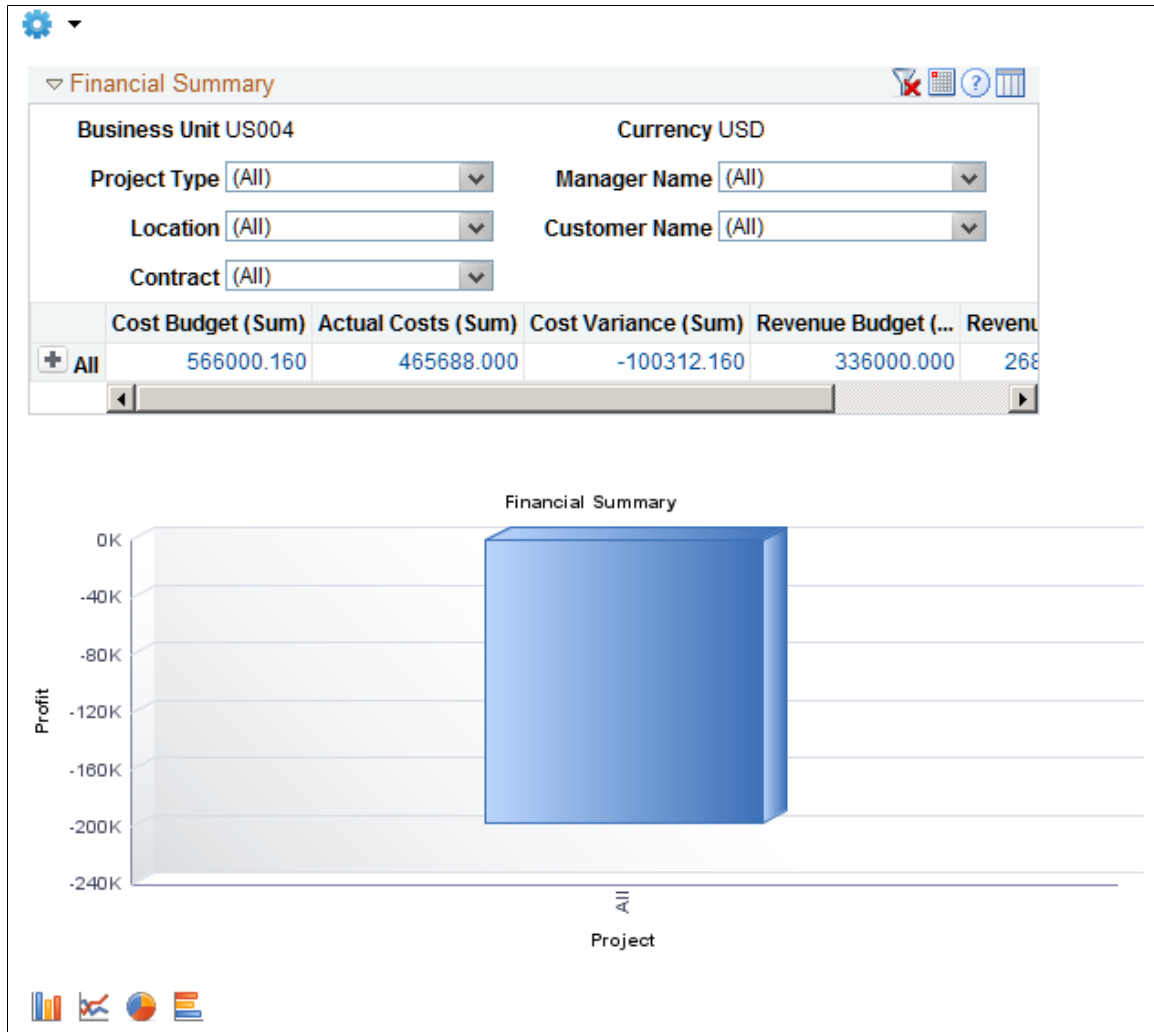 Financial Summary
Business Unit US004 Currency USD
Project Type (All) Manager Name (All)
Location (All) Customer Name (All)
Contract (All)
Cost Budget (Sum) Actual Costs (Sum) Cost Variance (Sum) Revenue Budget (... Revenu
All 566000.160 465688.000 -100312.160 336000.000 268
Financial Summary
0K
-40K
-80K
-120K
-160K
-200K
-240K
Profit
All
Project